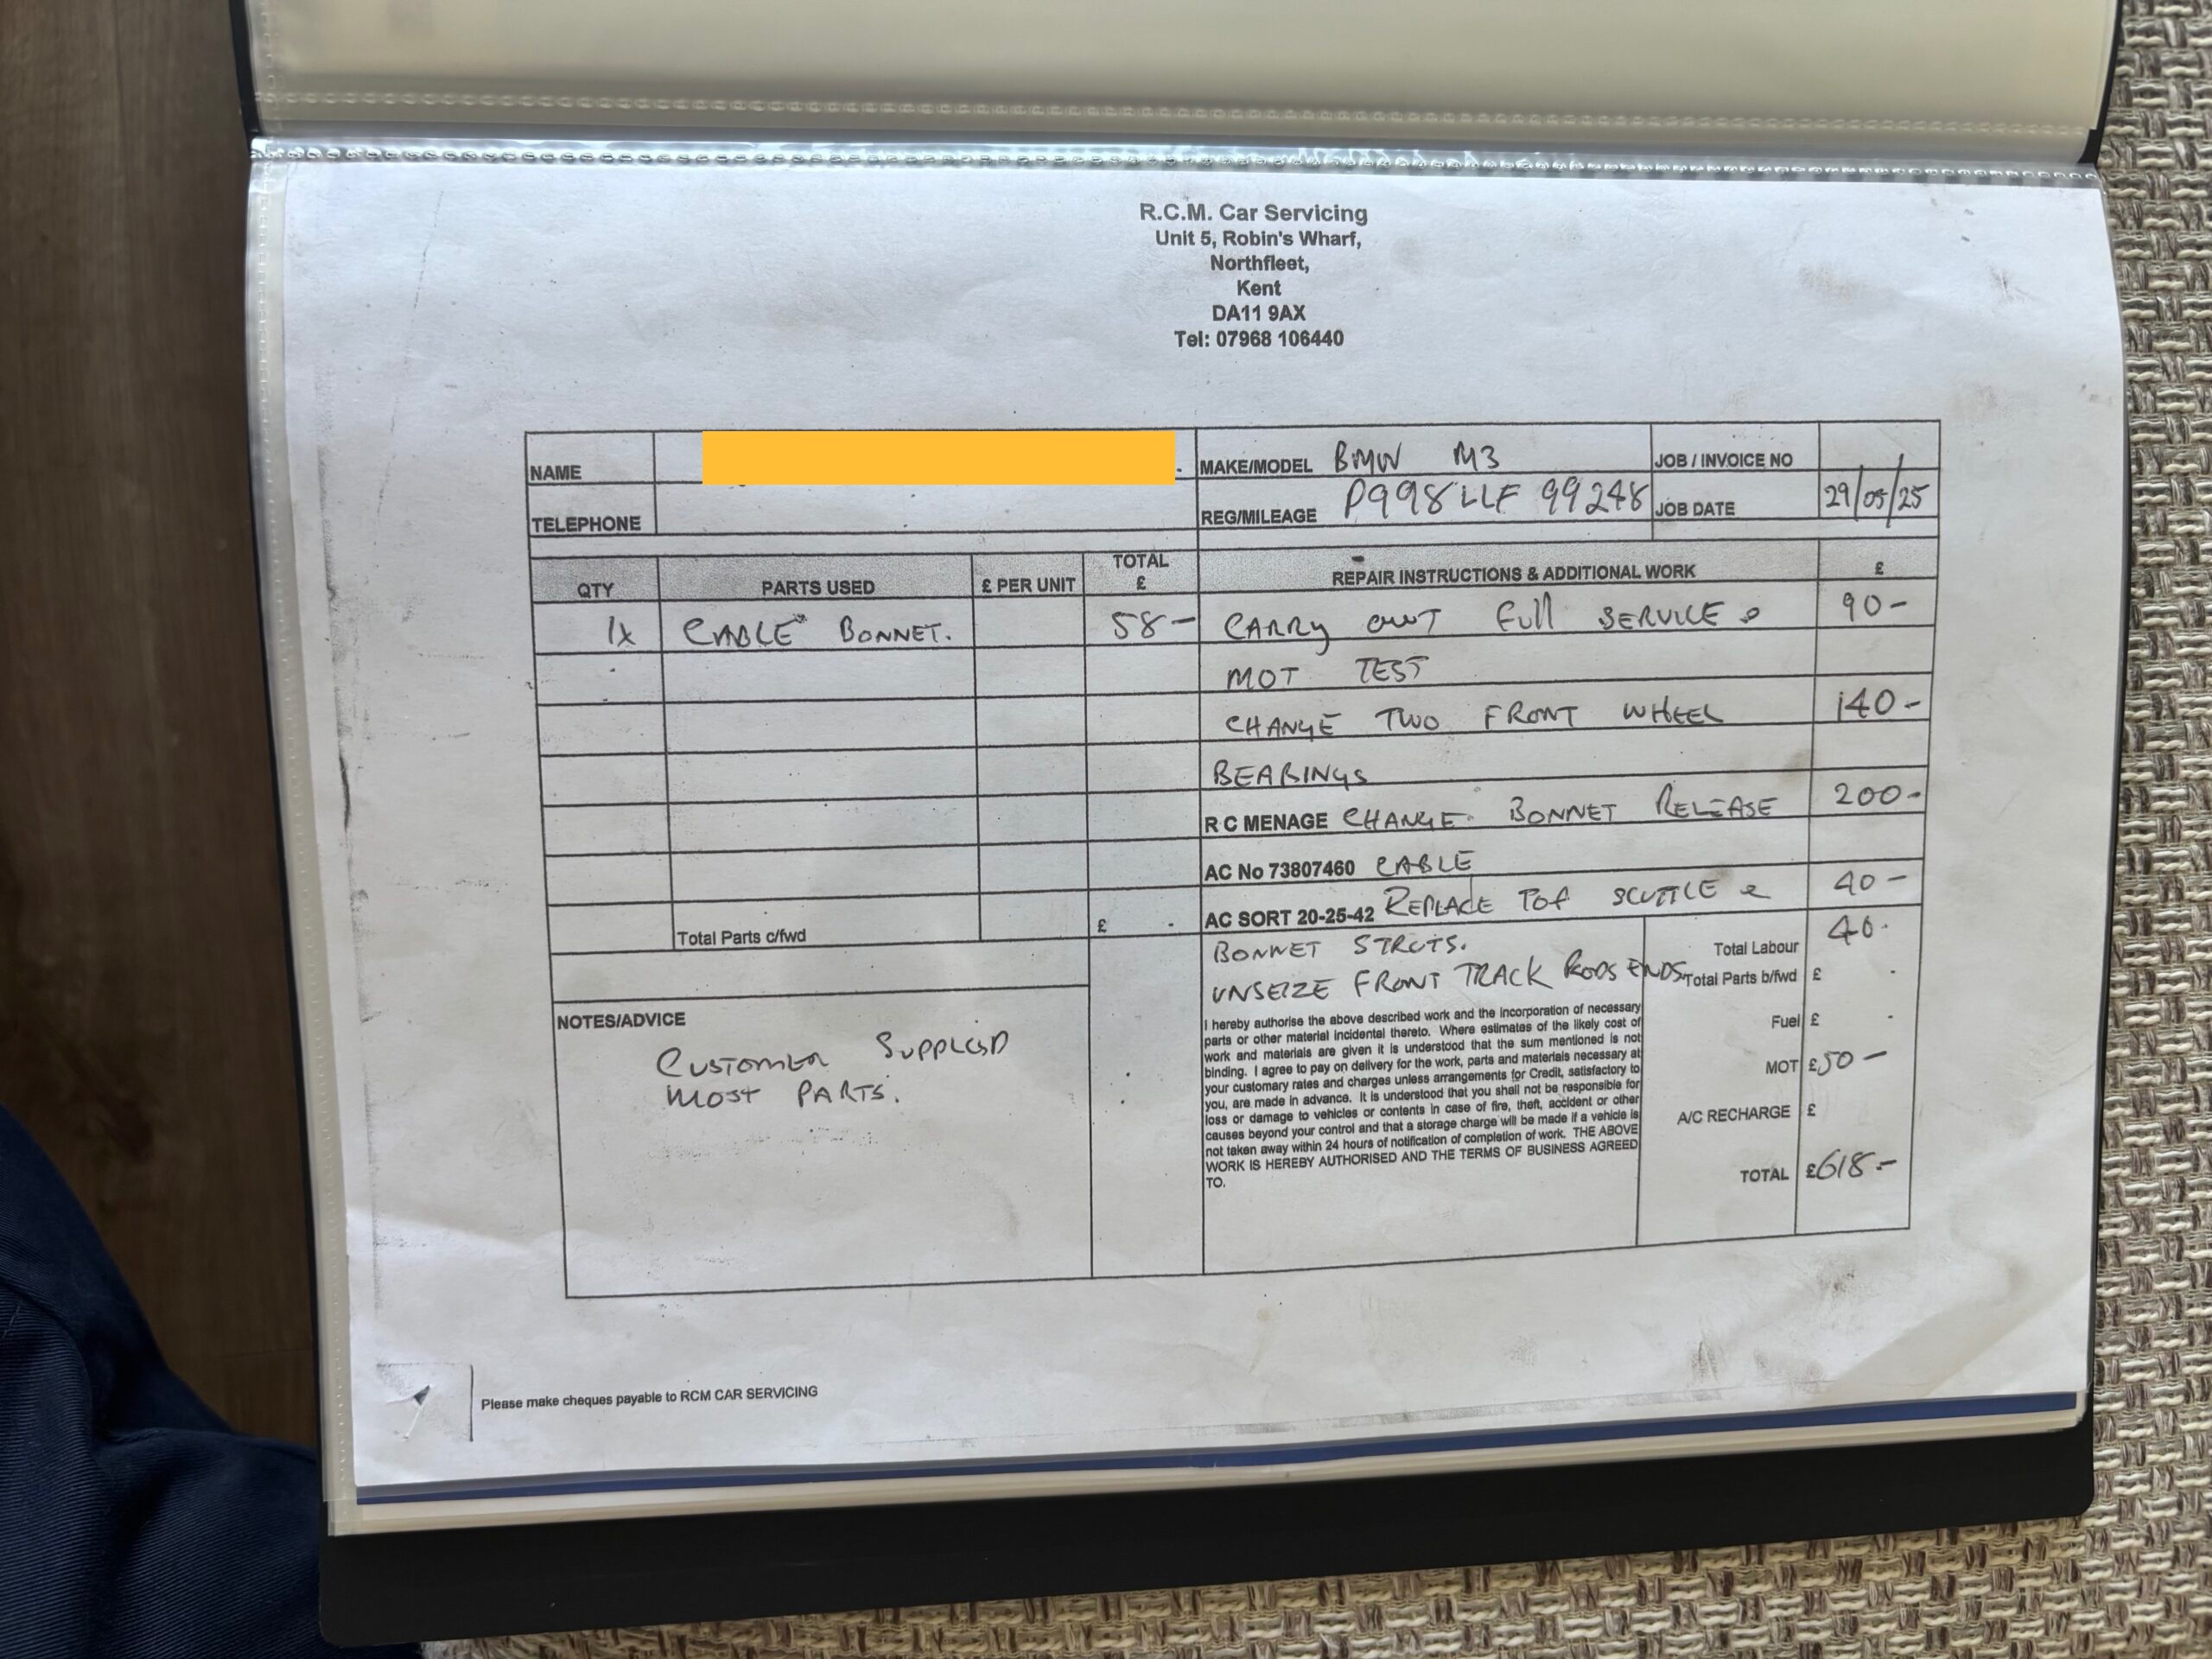 R.C.M. Car Servicing
Unit 5, Robin's Wharf,
Northfleet,
Kent
DA11 9AX
Tel: 07968 106440
NAME
MAKE/MODEL BMW M3
JOB / INVOICE NO
TELEPHONE
REG/MILEAGE P998 LLF 99248
JOB DATE 29/05/25
QTY PARTS USED £ PER UNIT TOTAL £
REPAIR INSTRUCTIONS & ADDITIONAL WORK £
1x CABLE BONNET. 58-
CARRY OUT Full SERVICE & 90-
MOT TEST
CHANGE TWO FRONT WHEEL 140-
BEARINGS
R C MENAGE CHANGE BONNET RELEASE 200-
AC No 73807460 CABLE
AC SORT 20-25-42 REPLACE TOP SCUTTLE & 40-
Total Parts c/fwd £ -
BONNET STRUTS.
Total Labour 40-
UNSEIZE FRONT TRACK RODS ENDS.
Total Parts b/fwd £ -
NOTES/ADVICE
CUSTOMER SUPPLISD
MOST PARTS.
I hereby authorise the above described work and the incorporation of necessary
parts or other material incidental thereto. Where estimates of the likely cost of
work and materials are given it is understood that the sum mentioned is not
binding. I agree to pay on delivery for the work, parts and materials necessary at
your customary rates and charges unless arrangements for Credit, satisfactory to
you, are made in advance. It is understood that you shall not be responsible for
loss or damage to vehicles or contents in case of fire, theft, accident or other
causes beyond your control and that a storage charge will be made if a vehicle is
not taken away within 24 hours of notification of completion of work. THE ABOVE
WORK IS HEREBY AUTHORISED AND THE TERMS OF BUSINESS AGREED
TO.
Fuel £ -
MOT £50-
A/C RECHARGE £
TOTAL £618-
Please make cheques payable to RCM CAR SERVICING